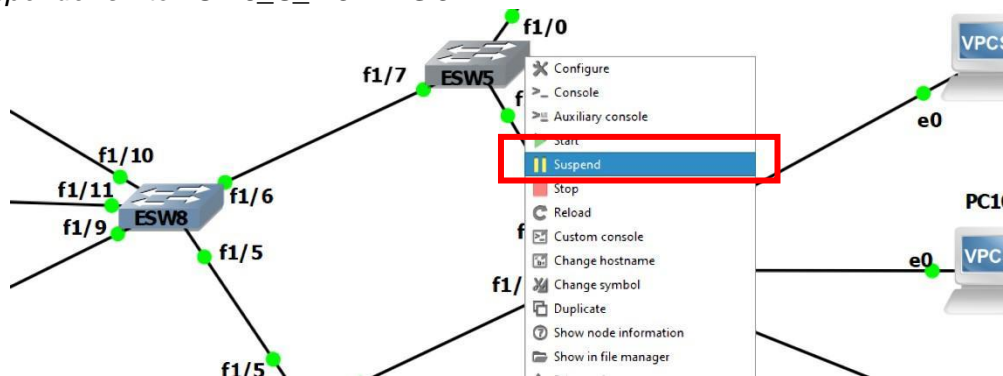 f1/0
f1/7
ESW5
Configure
Console
Auxiliary console
Start
Suspend
Stop
Reload
Custom console
Change hostname
Change symbol
Duplicate
Show node information
Show in file manager
e0
PC1
e0
VPC
f1/10
f1/11
f1/6
f1/9
ESW8
f1/5
f1/
f1/5